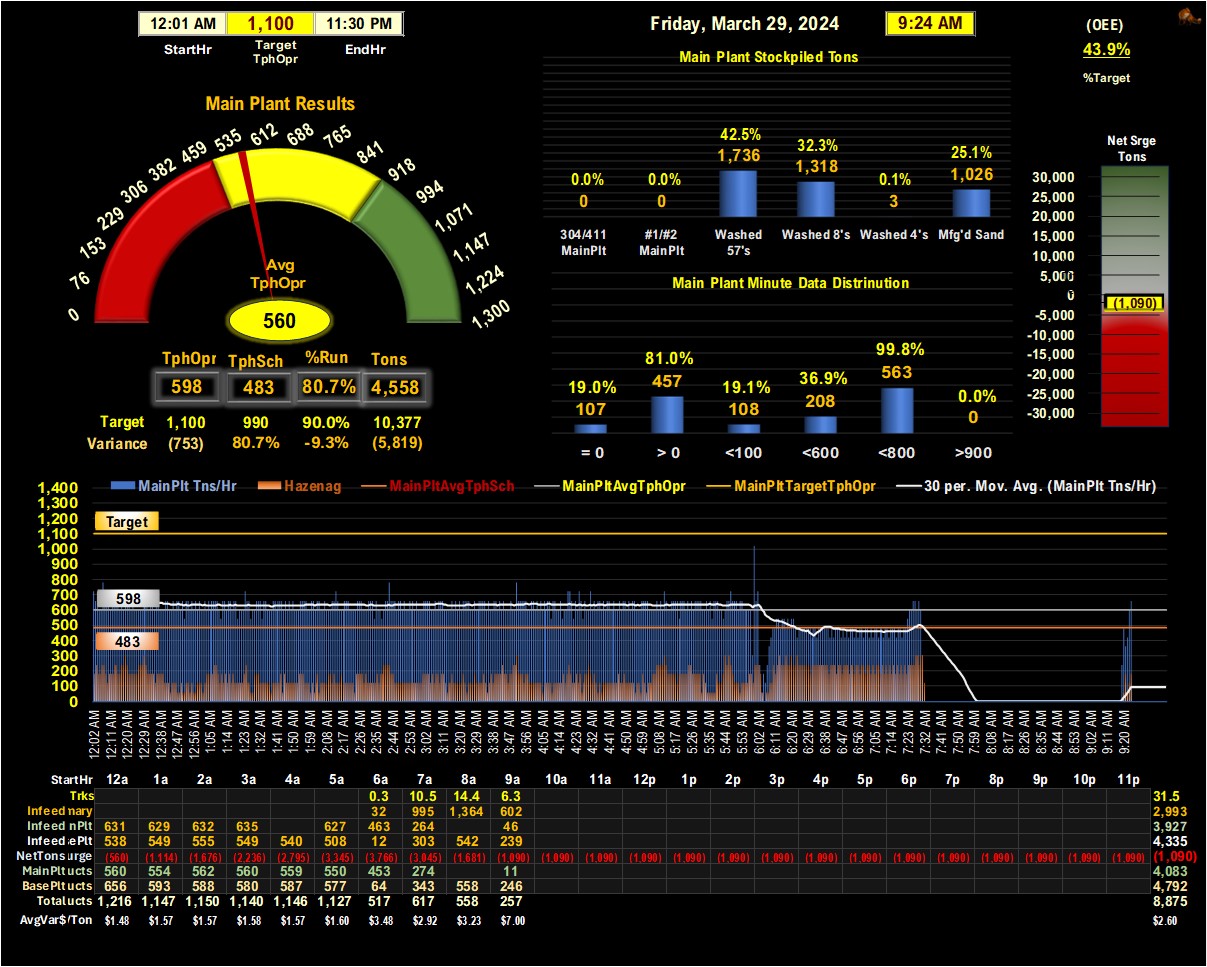 12:01 AM 1,100 11:30 PM
StartHr Target TphOpr EndHr
Friday, March 29, 2024 9:24 AM
(OEE)
43.9%
%Target
Main Plant Results
0 76 153 229 306 382 459 535 612 688 765 841 918 994 1,071 1,147 1,224 1,300
Avg
TphOpr
560
TphOpr TphSch %Run Tons
598 483 80.7% 4,558
Target 1,100 990 90.0% 10,377
Variance (753) 80.7% -9.3% (5,819)
Main Plant Stockpiled Tons
0.0% 0.0% 42.5% 32.3% 0.1% 25.1%
0 0 1,736 1,318 3 1,026
304/411 MainPlt #1/#2 MainPlt Washed 57's Washed 8's Washed 4's Mfg'd Sand
Main Plant Minute Data Distrinution
19.0% 81.0% 19.1% 36.9% 99.8% 0.0%
107 457 108 208 563 0
= 0 > 0 <100 <600 <800 >900
Net Srge
Tons
30,000
25,000
20,000
15,000
10,000
5,000
0
(1,090)
-5,000
-10,000
-15,000
-20,000
-25,000
-30,000
MainPlt Tns/Hr Hazenag MainPltAvgTphSch MainPltAvgTphOpr MainPltTargetTphOpr 30 per. Mov. Avg. (MainPlt Tns/Hr)
1,400
1,300
1,200
1,100
1,000
900
800
700
600
500
400
300
200
100
0
Target
598
483
12:02 AM 12:11 AM 12:20 AM 12:29 AM 12:38 AM 12:47 AM 12:56 AM 1:05 AM 1:14 AM 1:23 AM 1:32 AM 1:41 AM 1:50 AM 1:59 AM 2:08 AM 2:17 AM 2:26 AM 2:35 AM 2:44 AM 2:53 AM 3:02 AM 3:11 AM 3:20 AM 3:29 AM 3:38 AM 3:47 AM 3:56 AM 4:05 AM 4:14 AM 4:23 AM 4:32 AM 4:41 AM 4:50 AM 4:59 AM 5:08 AM 5:17 AM 5:26 AM 5:35 AM 5:44 AM 5:53 AM 6:02 AM 6:11 AM 6:20 AM 6:29 AM 6:38 AM 6:47 AM 6:56 AM 7:05 AM 7:14 AM 7:23 AM 7:32 AM 7:41 AM 7:50 AM 7:59 AM 8:08 AM 8:17 AM 8:26 AM 8:35 AM 8:44 AM 8:53 AM 9:02 AM 9:11 AM 9:20 AM
StartHr 12a 1a 2a 3a 4a 5a 6a 7a 8a 9a 10a 11a 12p 1p 2p 3p 4p 5p 6p 7p 8p 9p 10p 11p
Trks 0.3 10.5 14.4 6.3 31.5
Infeed nary 32 995 1,364 602 2,993
Infeed nPlt 631 629 632 635 627 463 264 46 3,927
Infeed ePlt 538 549 555 549 540 508 12 303 542 239 4,335
NetTons urge (560) (1,114) (1,676) (2,236) (2,795) (3,345) (3,766) (3,045) (1,681) (1,090) (1,090) (1,090) (1,090) (1,090) (1,090) (1,090) (1,090) (1,090) (1,090) (1,090) (1,090) (1,090) (1,090) (1,090) (1,090)
MainPlt ucts 560 554 562 560 559 550 453 274 11 4,083
BasePlt ucts 656 593 588 580 587 577 64 343 558 246 4,792
Total ucts 1,216 1,147 1,150 1,140 1,146 1,127 517 617 558 257 8,875
AvgVar$/Ton $1.48 $1.57 $1.57 $1.58 $1.57 $1.60 $3.48 $2.92 $3.23 $7.00 $2.60